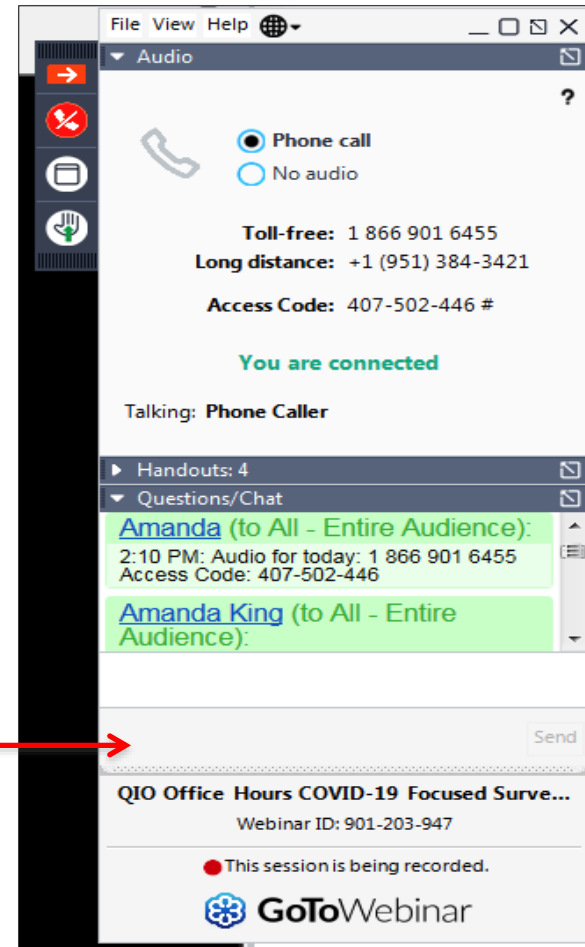 File View Help
Audio
?
Phone call
No audio
Toll-free: 1 866 901 6455
Long distance: +1 (951) 384-3421
Access Code: 407-502-446 #
You are connected
Talking: Phone Caller
Handouts: 4
Questions/Chat
Amanda (to All - Entire Audience):
2:10 PM: Audio for today: 1 866 901 6455
Access Code: 407-502-446
Amanda King (to All - Entire
Audience):
Send
QIO Office Hours COVID-19 Focused Surve...
Webinar ID: 901-203-947
This session is being recorded.
GoToWebinar